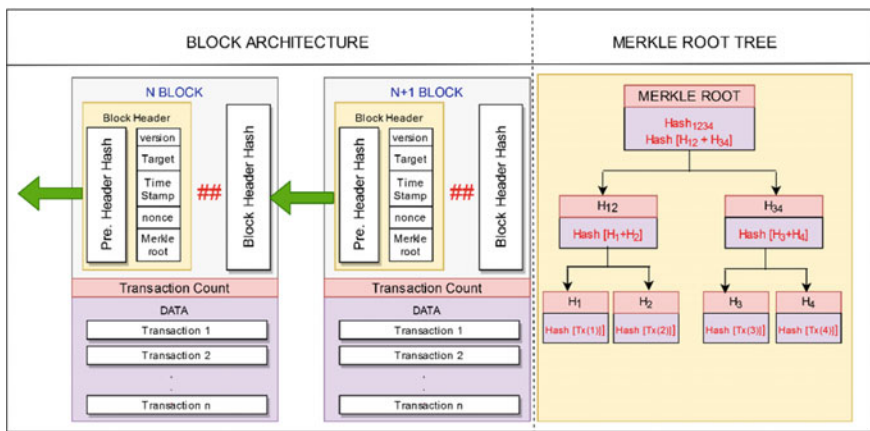 BLOCK ARCHITECTURE
N BLOCK
Block Header
Pre. Header Hash
version
Target
Time
Stamp
nonce
Merkle
root
##
Block Header Hash
Transaction Count
DATA
Transaction 1
Transaction 2
.
.
Transaction n
N+1 BLOCK
Block Header
Pre. Header Hash
version
Target
Time
Stamp
nonce
Merkle
root
##
Block Header Hash
Transaction Count
DATA
Transaction 1
Transaction 2
.
.
Transaction n
MERKLE ROOT TREE
MERKLE ROOT
Hash₁₂₃₄
Hash [H₁₂ + H₃₄]
H₁₂
Hash [H₁+H₂]
H₃₄
Hash [H₃+H₄]
H₁
Hash [Tx(1)]]
H₂
Hash [Tx(2)]]
H₃
Hash [Tx(3)]]
H₄
Hash [Tx(4)]]